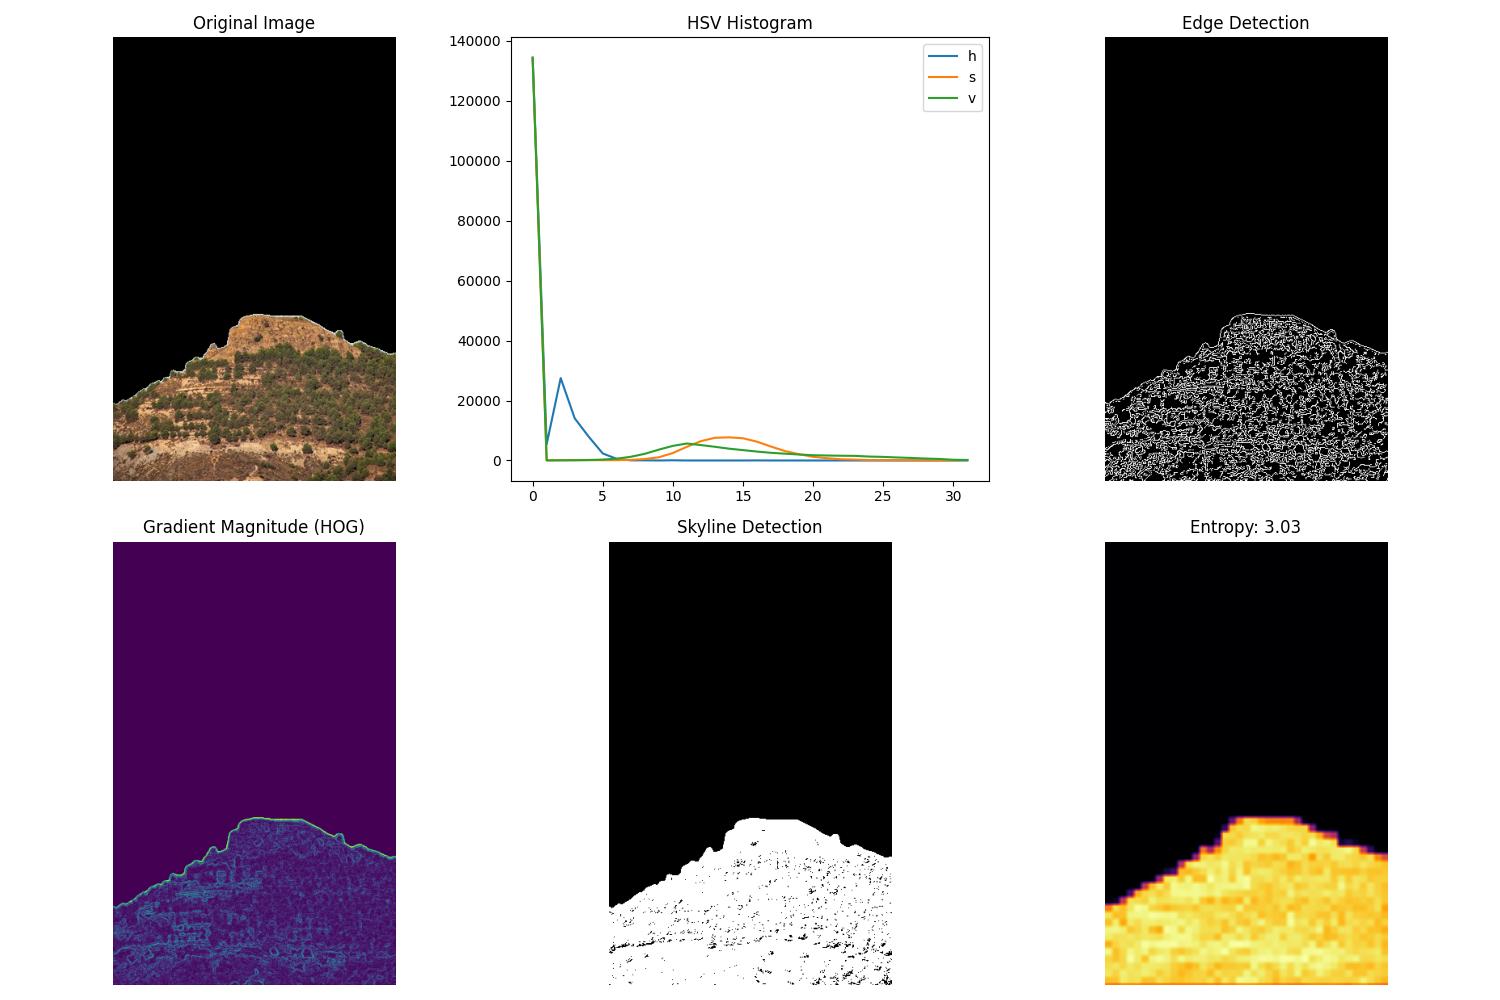 Original Image
HSV Histogram
Edge Detection
140000
120000
100000
80000
60000
40000
20000
0
h
s
v
0 5 10 15 20 25 30
Gradient Magnitude (HOG)
Skyline Detection
Entropy: 3.03